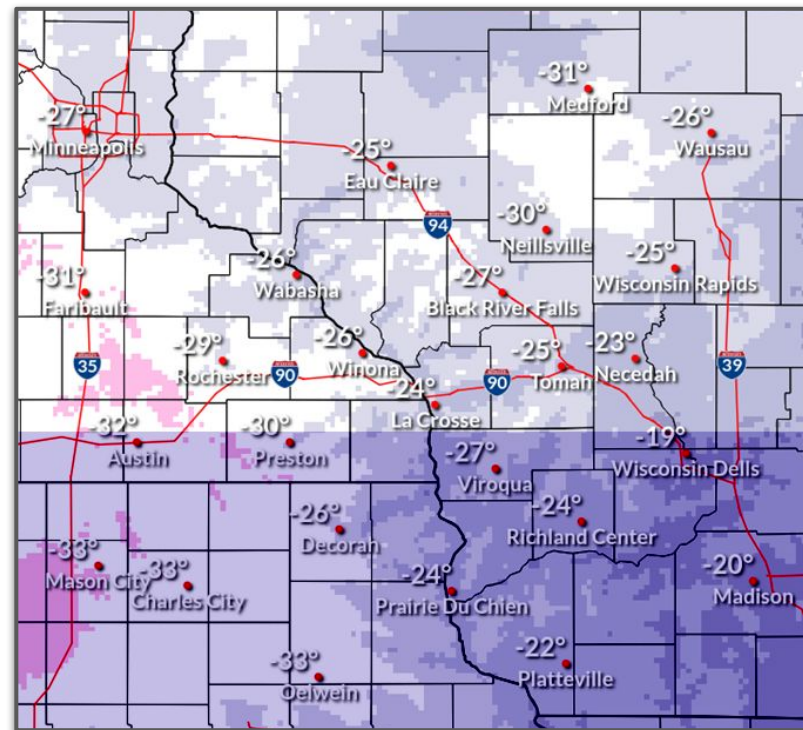 -31°
Medford
-27°
Minneapolis
-26°
Wausau
-25°
Eau Claire
94
-30°
Neillsville
-26°
Wabasha
-25°
Wisconsin Rapids
-31°
Faribault
-27°
Black River Falls
-29°
Rochester
-26°
Winona
-25°
Tomah
-23°
Necedah
35
90
90
39
-24°
La Crosse
-32°
Austin
-30°
Preston
-27°
Viroqua
-19°
Wisconsin Dells
-26°
Decorah
-24°
Richland Center
-33°
Mason City
-33°
Charles City
-24°
Prairie Du Chien
-20°
Madison
-33°
Oelwein
-22°
Platteville